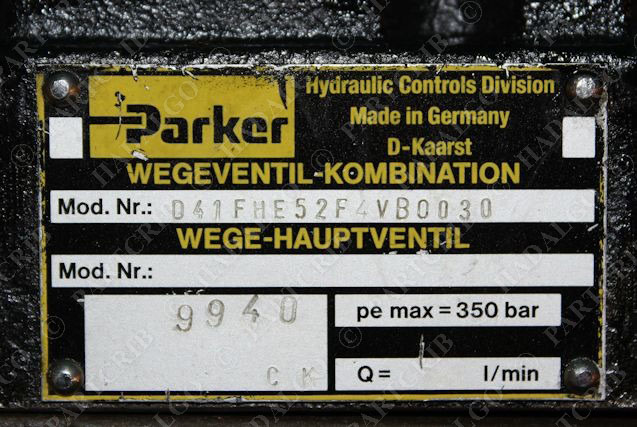 Parker
Hydraulic Controls Division
Made in Germany
D-Kaarst
WEGEVENTIL-KOMBINATION
Mod. Nr.: D41FHE52F4VB0030
WEGE-HAUPTVENTIL
Mod. Nr.:
9940
CK
pe max = 350 bar
Q = l/min